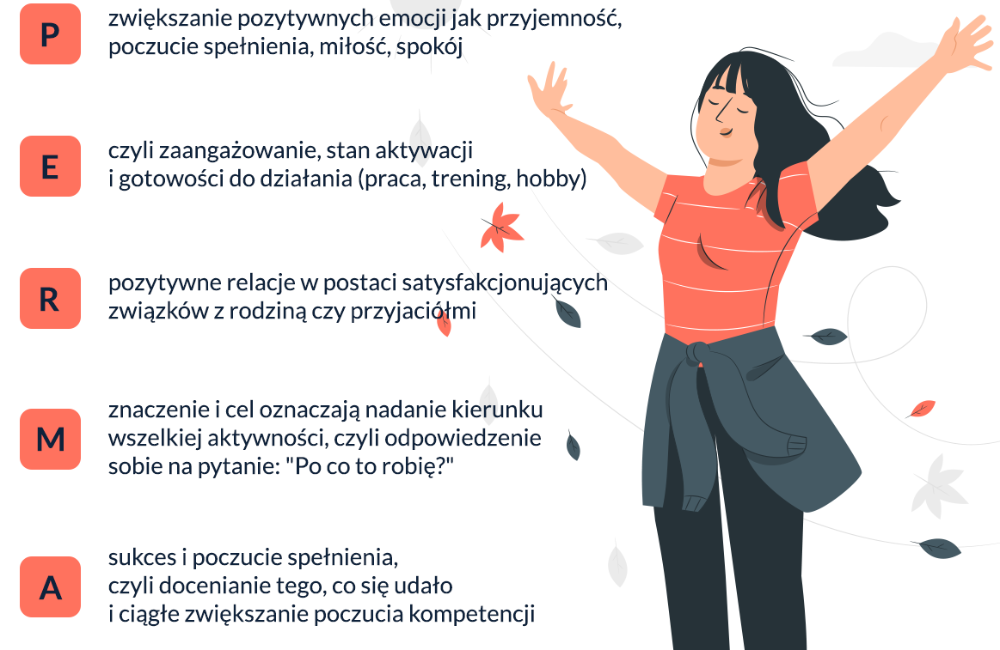 P
zwiększanie pozytywnych emocji jak przyjemność,
poczucie spełnienia, miłość, spokój
E
czyli zaangażowanie, stan aktywacji
i gotowości do działania (praca, trening, hobby)
R
pozytywne relacje w postaci satysfakcjonujących
związków z rodziną czy przyjaciółmi
M
znaczenie i cel oznaczają nadanie kierunku
wszelkiej aktywności, czyli odpowiedzenie
sobie na pytanie: "Po co to robię?"
A
sukces i poczucie spełnienia,
czyli docenianie tego, co się udało
i ciągłe zwiększanie poczucia kompetencji